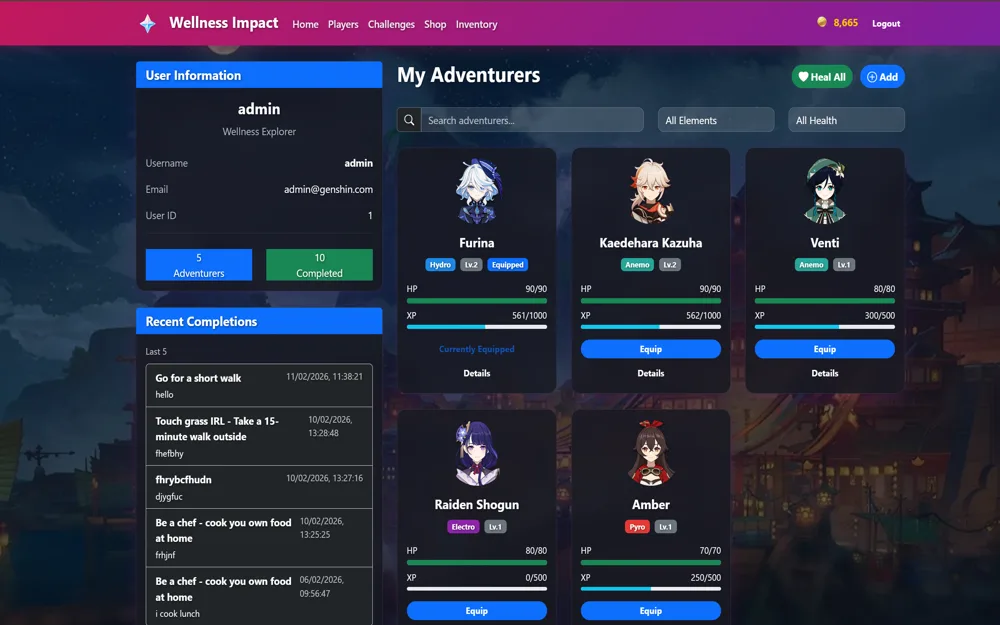 Wellness Impact Home Players Challenges Shop Inventory 8,665 Logout
User Information
admin
Wellness Explorer
Username admin
Email admin@genshin.com
User ID 1
5 Adventurers
10 Completed
Recent Completions
Last 5
Go for a short walk 11/02/2026, 11:38:21
hello
Touch grass IRL - Take a 15-
minute walk outside
10/02/2026,
13:28:48
fhefbhy
fhrybcfhudn 10/02/2026, 13:27:16
djygfuc
Be a chef - cook you own food
at home
10/02/2026,
13:25:25
frhjnf
Be a chef - cook you own food
at home
06/02/2026,
09:56:47
i cook lunch
My Adventurers
Heal All Add
Search adventurers... All Elements All Health
Furina
Hydro Lv.2 Equipped
HP 90/90
XP 561/1000
Currently Equipped
Details
Kaedehara Kazuha
Anemo Lv.2
HP 90/90
XP 562/1000
Equip
Details
Venti
Anemo Lv.1
HP 80/80
XP 300/500
Equip
Details
Raiden Shogun
Electro Lv.1
HP 80/80
XP 0/500
Equip
Amber
Pyro Lv.1
HP 70/70
XP 250/500
Equip